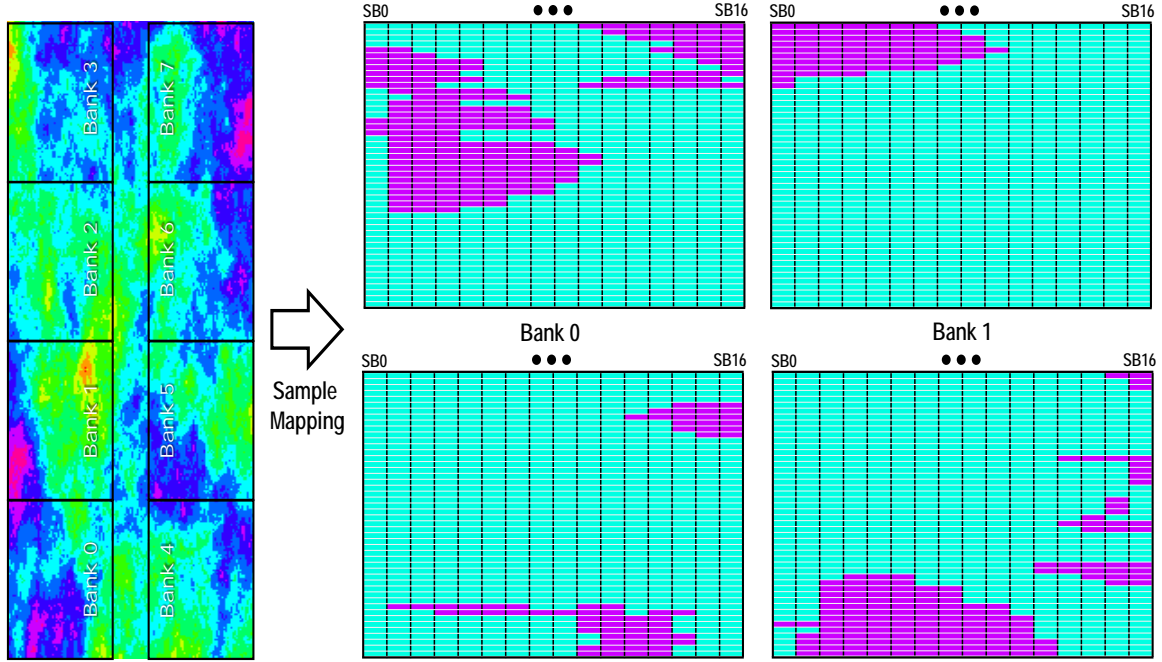 SB0 ●●● SB16
SB0 ●●● SB16
Bank 3
Bank 7
Bank 2
Bank 6
Bank 1
Bank 5
Bank 0
Bank 4
Sample
Mapping
Bank 0
Bank 1
SB0 ●●● SB16
SB0 ●●● SB16